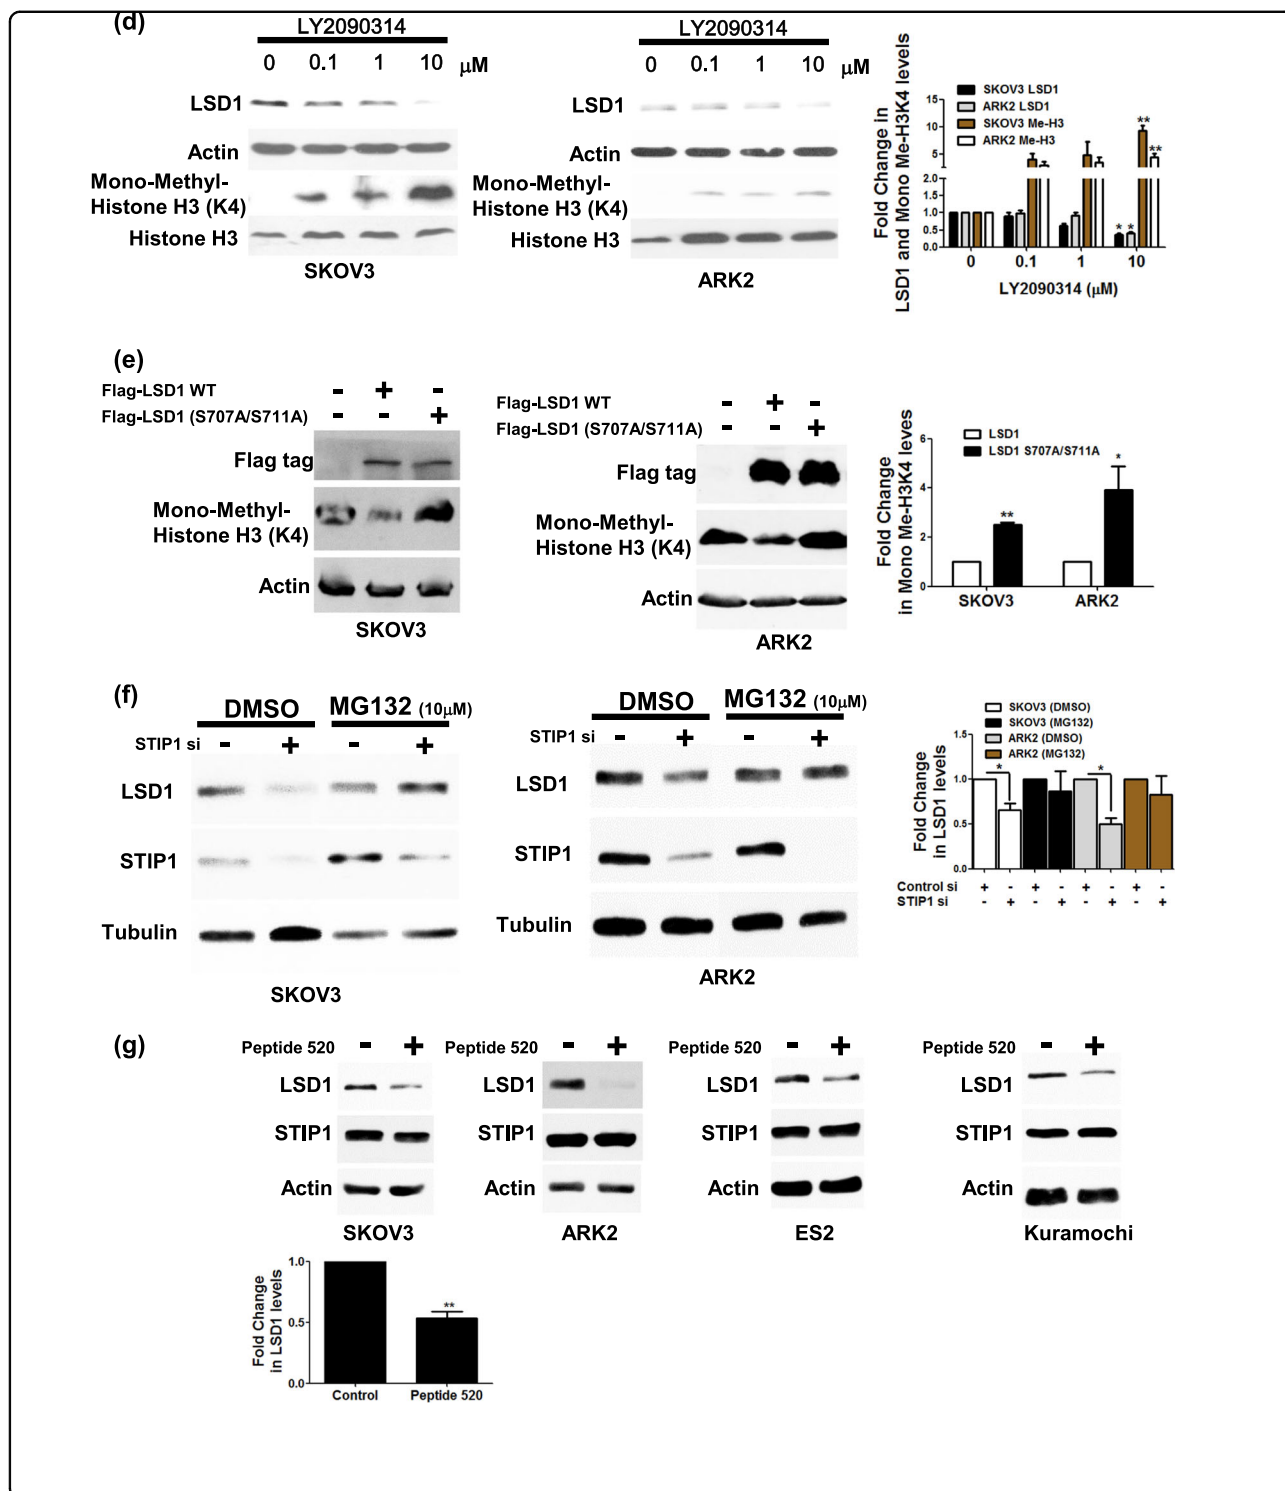 (d)
LY2090314
0 0.1 1 10 μM
LSD1
Actin
Mono-Methyl-
Histone H3 (K4)
Histone H3
SKOV3
LY2090314
0 0.1 1 10 μM
LSD1
Actin
Mono-Methyl-
Histone H3 (K4)
Histone H3
ARK2
SKOV3 LSD1
ARK2 LSD1
SKOV3 Me-H3
ARK2 Me-H3
Fold Change in
LSD1 and Mono Me-H3K4 levels
15
10
5
2.0
1.5
1.0
0.5
0.0
* * ** **
0 0.1 1 10
LY2090314 (μM)
(e)
Flag-LSD1 WT - + -
Flag-LSD1 (S707A/S711A) - - +
Flag tag
Mono-Methyl-
Histone H3 (K4)
Actin
SKOV3
Flag-LSD1 WT - + -
Flag-LSD1 (S707A/S711A) - - +
Flag tag
Mono-Methyl-
Histone H3 (K4)
Actin
ARK2
LSD1
LSD1 S707A/S711A
Fold Change
in Mono Me-H3K4 leves
6
4
2
0
** *
SKOV3 ARK2
(f)
DMSO MG132 (10μM)
STIP1 si - + - +
LSD1
STIP1
Tubulin
SKOV3
DMSO MG132 (10μM)
STIP1 si - + - +
LSD1
STIP1
Tubulin
ARK2
SKOV3 (DMSO)
SKOV3 (MG132)
ARK2 (DMSO)
ARK2 (MG132)
Fold Change
in LSD1 levels
1.5
1.0
0.5
0.0
* *
Control si + - + - + - + -
STIP1 si - + - + - + - +
(g)
Peptide 520 - +
LSD1
STIP1
Actin
SKOV3
Peptide 520 - +
LSD1
STIP1
Actin
ARK2
Peptide 520 - +
LSD1
STIP1
Actin
ES2
Peptide 520 - +
LSD1
STIP1
Actin
Kuramochi
Fold Change
in LSD1 levels
1.0
0.5
0.0
**
Control Peptide 520